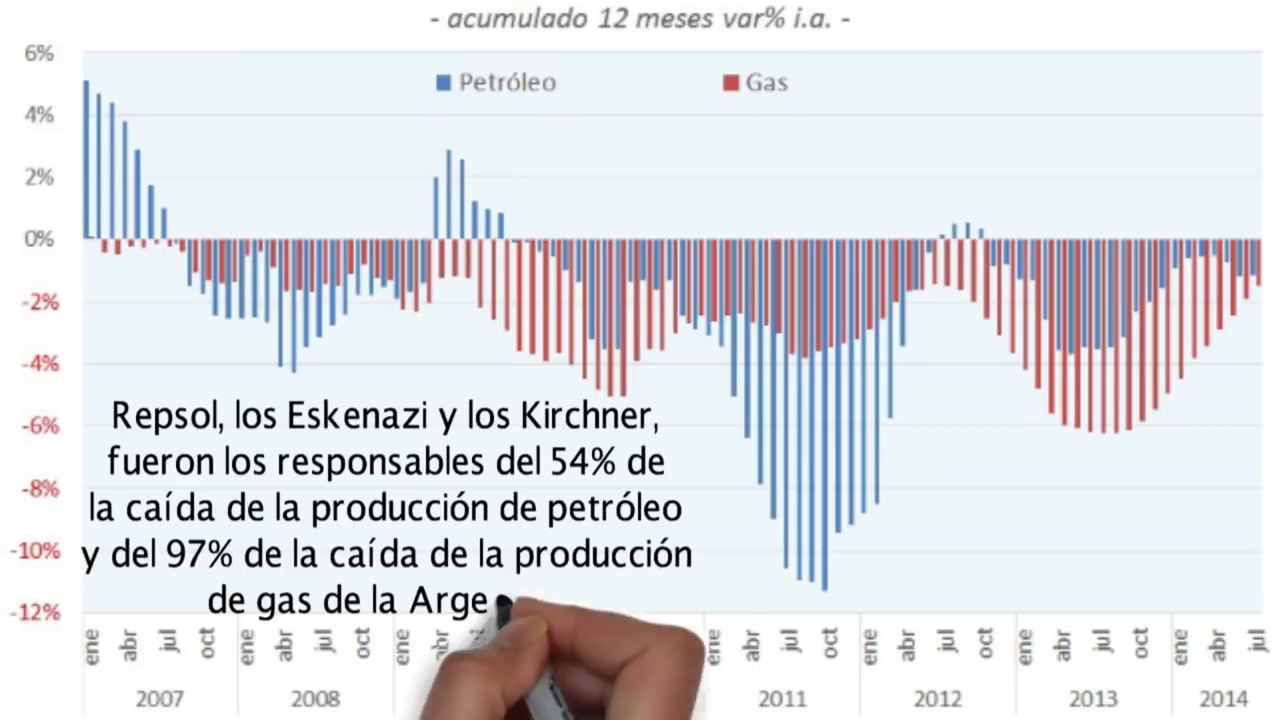 - acumulado 12 meses var% i.a. -
6%
Petróleo Gas
4%
2%
0%
-2%
-4%
-6%
-8%
-10%
-12%
Repsol, los Eskenazi y los Kirchner,
fueron los responsables del 54% de
la caída de la producción de petróleo
y del 97% de la caída de la producción
de gas de la Arge
ene abr jul oct ene abr jul oct ene ene abr jul oct ene abr jul oct ene abr jul oct ene abr jul
2007 2008 2011 2012 2013 2014